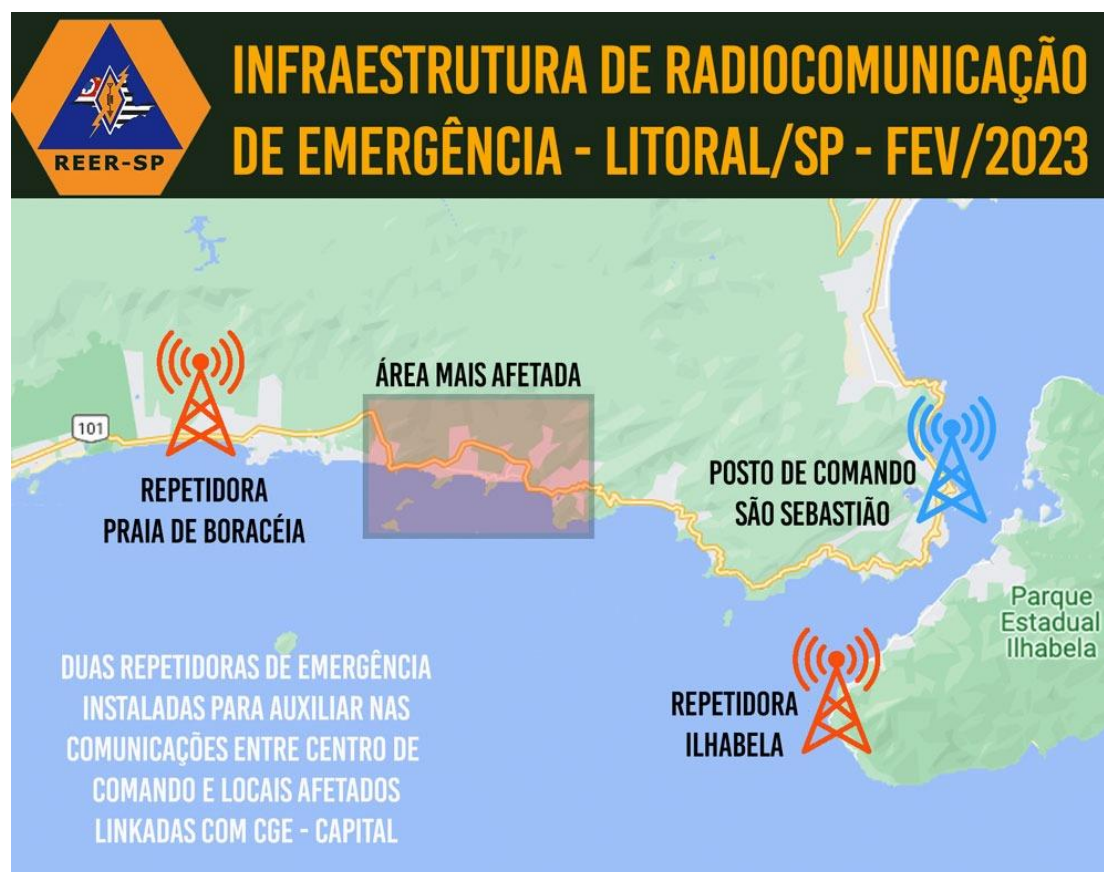 INFRAESTRUTURA DE RADIOCOMUNICAÇÃO
DE EMERGÊNCIA - LITORAL/SP - FEV/2023
REER-SP
ÁREA MAIS AFETADA
101
REPETIDORA
PRAIA DE BORACÉIA
POSTO DE COMANDO
SÃO SEBASTIÃO
Parque
Estadual
Ilhabela
REPETIDORA
ILHABELA
DUAS REPETIDORAS DE EMERGÊNCIA
INSTALADAS PARA AUXILIAR NAS
COMUNICAÇÕES ENTRE CENTRO DE
COMANDO E LOCAIS AFETADOS
LINKADAS COM CGE - CAPITAL